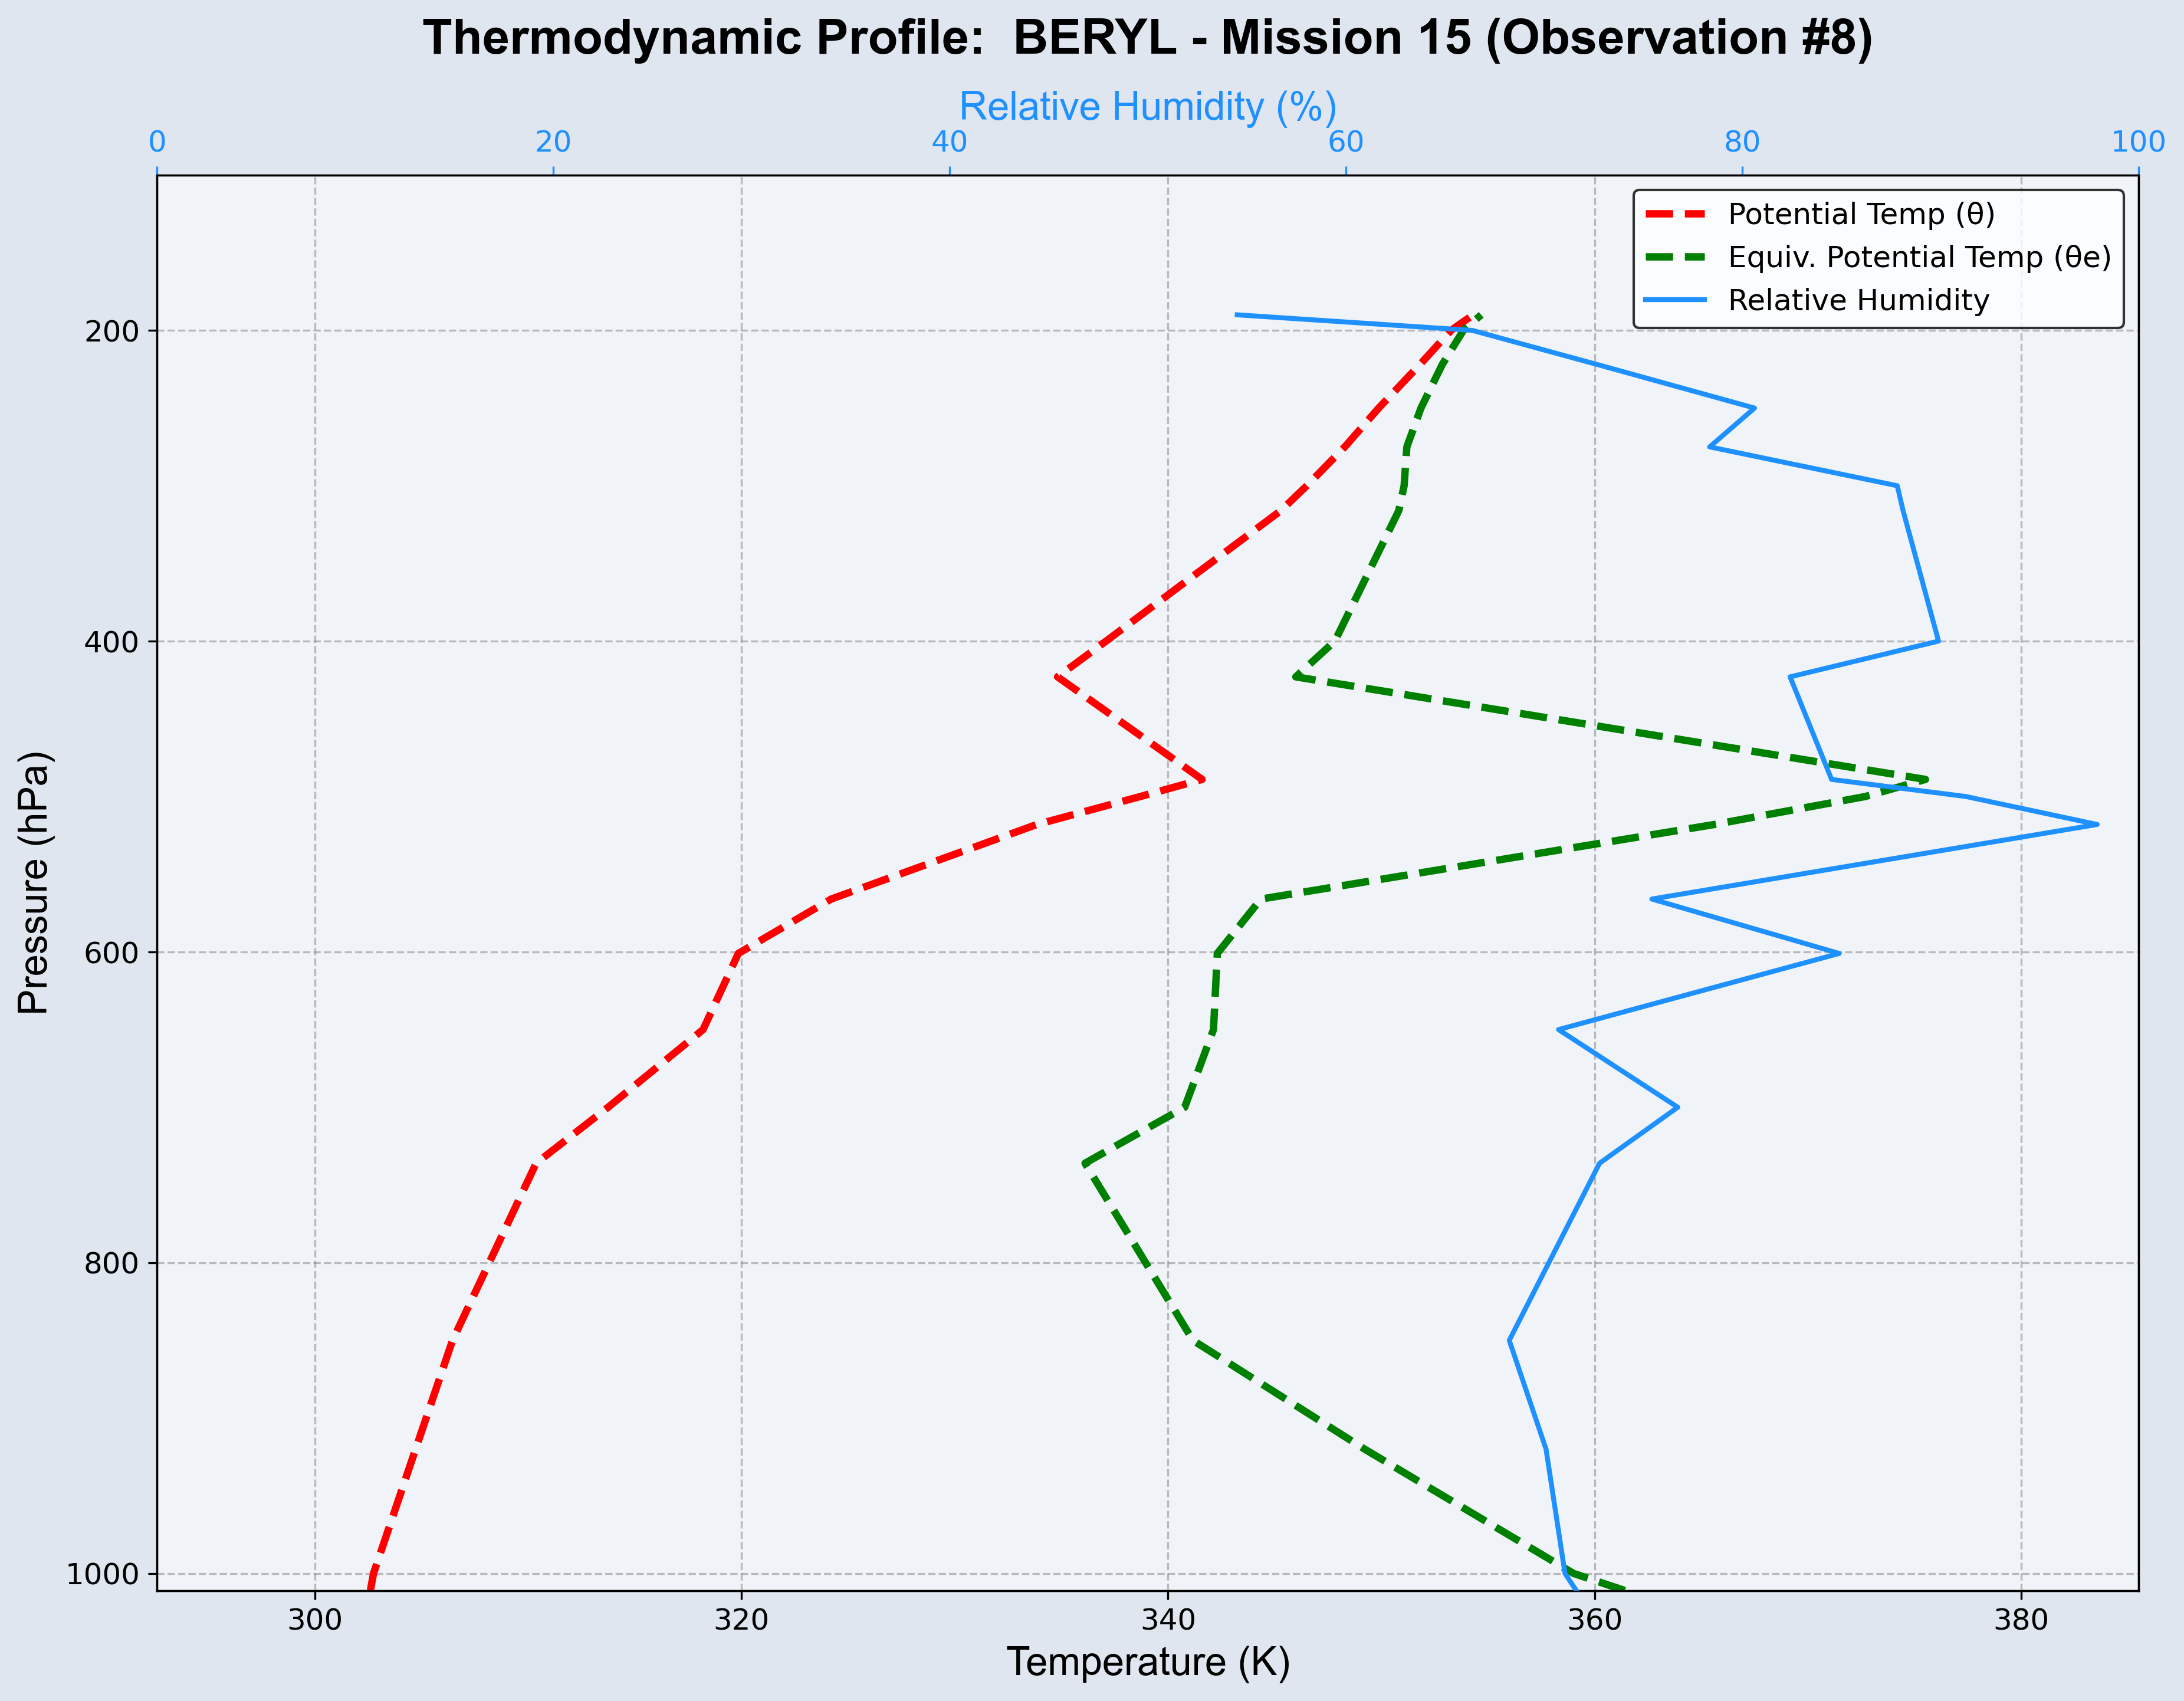 Thermodynamic Profile:  BERYL - Mission 15 (Observation #8)
Relative Humidity (%)
0 20 40 60 80 100
Potential Temp (θ)
Equiv. Potential Temp (θe)
Relative Humidity
200
400
600
800
1000
Pressure (hPa)
300 320 340 360 380
Temperature (K)